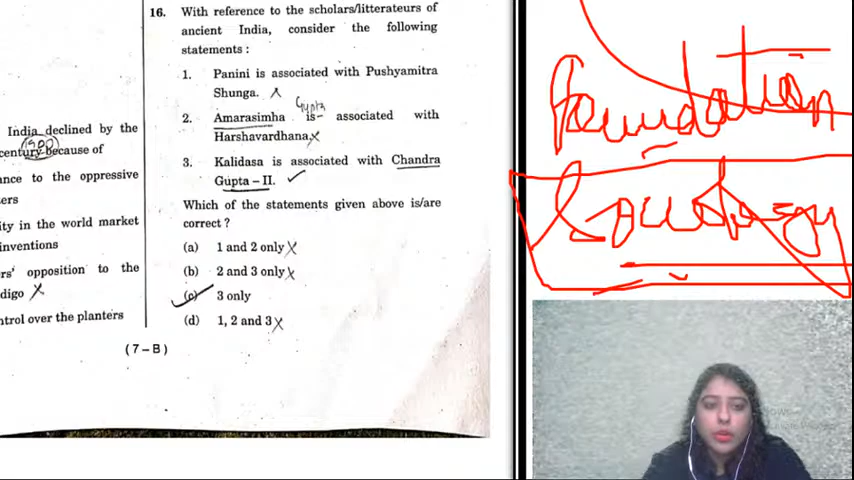 16. With reference to the scholars/litterateurs of
ancient India, consider the following
statements :
1. Panini is associated with Pushyamitra
Shunga. X
Gupta
2. Amarasimha is associated with
Harshavardhana. X
3. Kalidasa is associated with Chandra
Gupta – II. ✓
Which of the statements given above is/are
correct ?
(a) 1 and 2 only X
(b) 2 and 3 only X
(c) 3 only
(d) 1, 2 and 3 X
(7 – B)
India declined by the
1900
century because of
ance to the oppressive
ers
ity in the world market
inventions
rs' opposition to the
digo X
ntrol over the planters
foundation